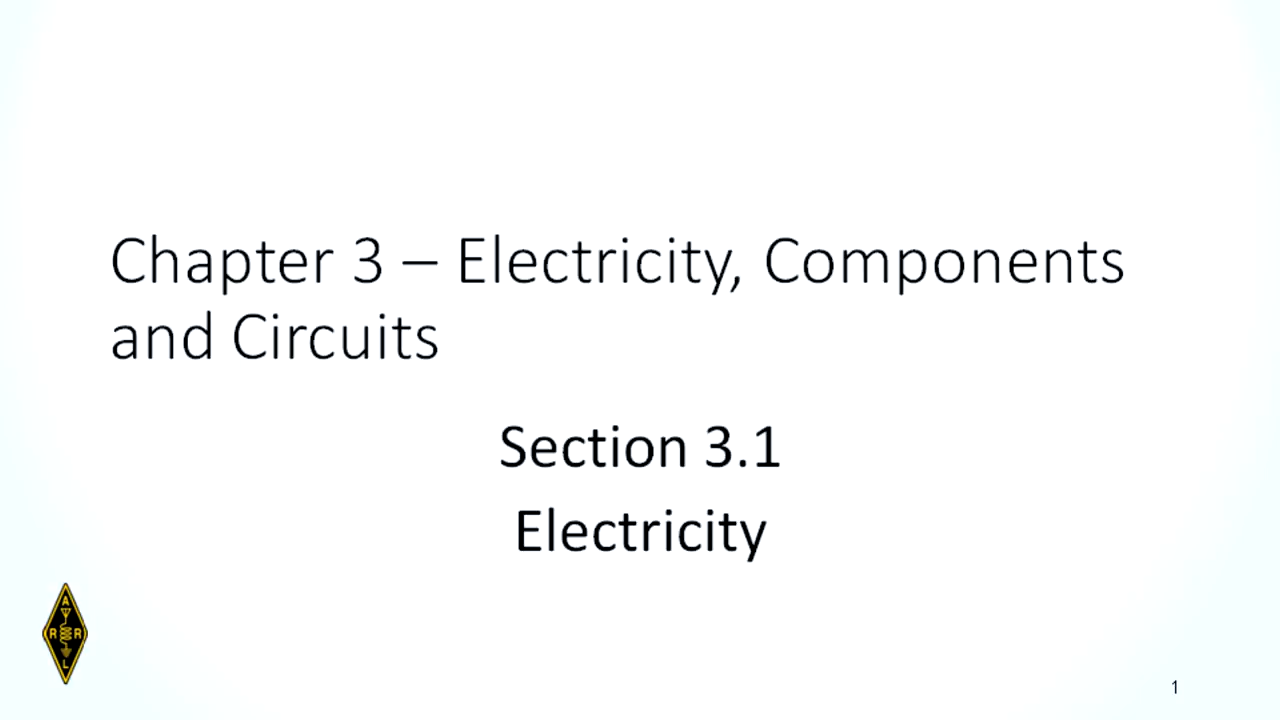 Chapter 3 – Electricity, Components
and Circuits
Section 3.1
Electricity
A
R R
L
1